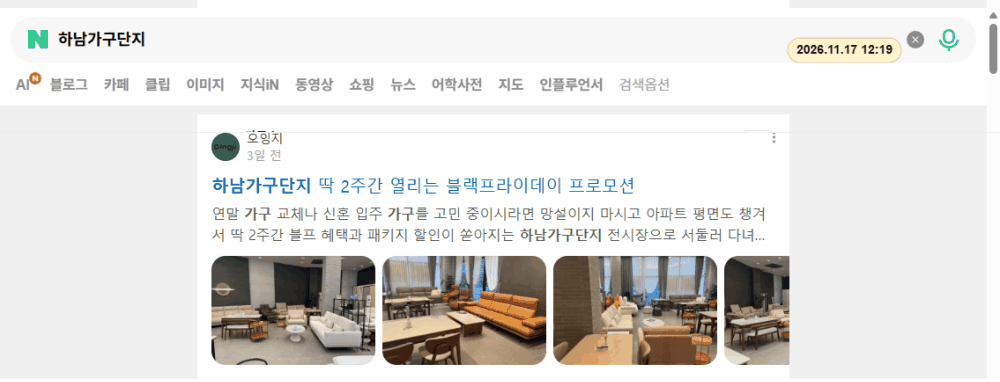 N 하남가구단지
2026.11.17 12:19
AI N 블로그 카페 클립 이미지 지식iN 동영상 쇼핑 뉴스 어학사전 지도 인플루언서 검색옵션
오잉지
3일 전
하남가구단지 딱 2주간 열리는 블랙프라이데이 프로모션
연말 가구 교체나 신혼 입주 가구를 고민 중이시라면 망설이지 마시고 아파트 평면도 챙겨
서 딱 2주간 블프 혜택과 패키지 할인이 쏟아지는 하남가구단지 전시장으로 서둘러 다녀...